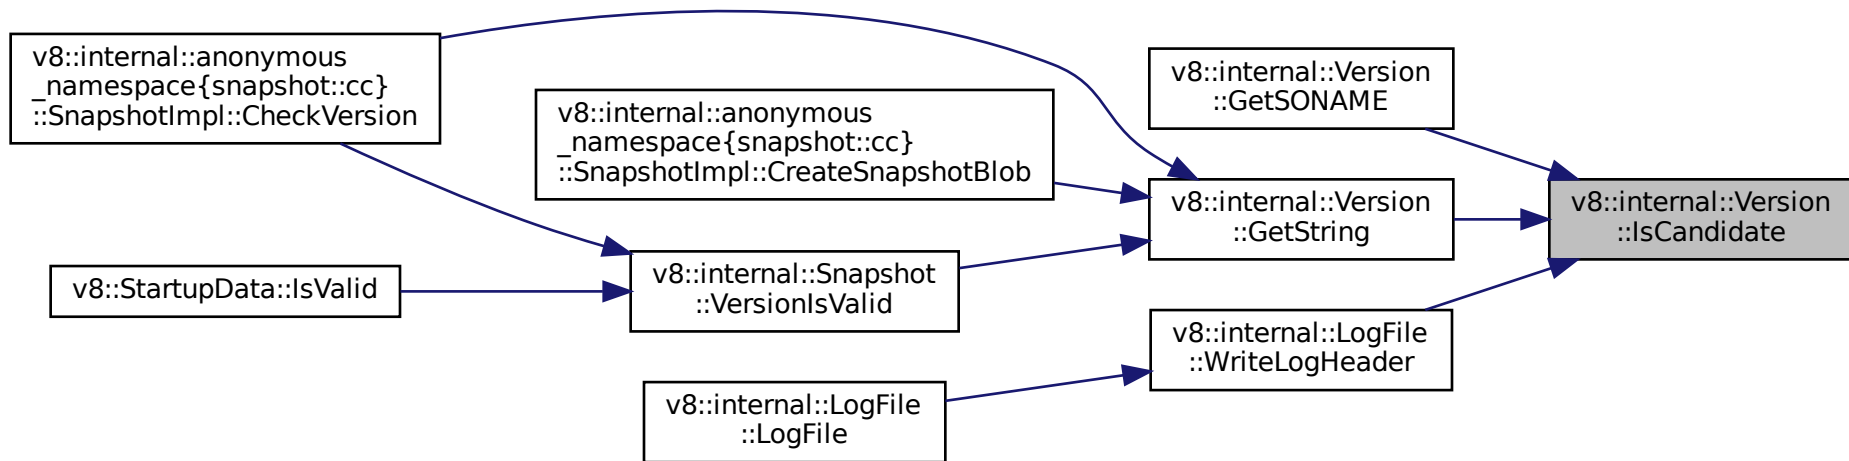 v8::internal::anonymous
_namespace{snapshot::cc}
::SnapshotImpl::CheckVersion
v8::internal::anonymous
_namespace{snapshot::cc}
::SnapshotImpl::CreateSnapshotBlob
v8::internal::Version
::GetSONAME
v8::internal::Version
::GetString
v8::internal::Version
::IsCandidate
v8::StartupData::IsValid
v8::internal::Snapshot
::VersionIsValid
v8::internal::LogFile
::WriteLogHeader
v8::internal::LogFile
::LogFile